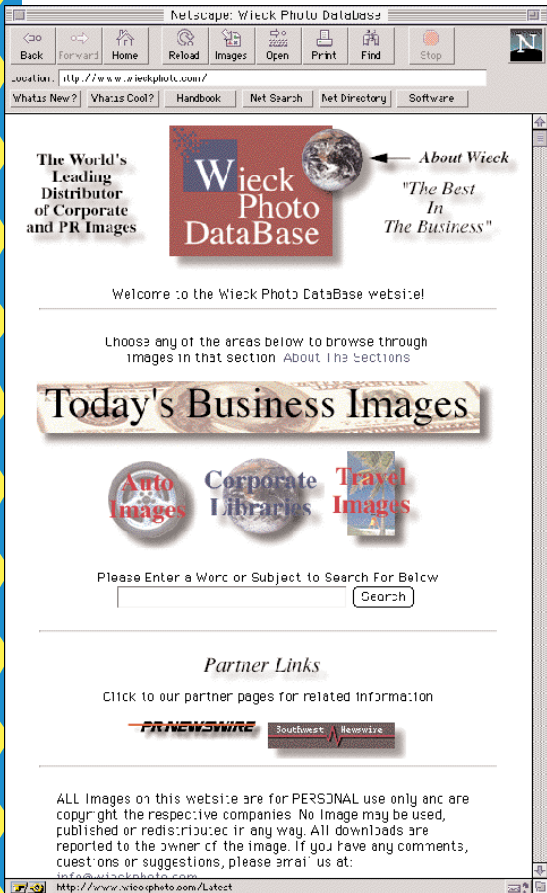 Netscape: Wieck Photo DataBase
Back Forward Home Reload Images Open Print Find Stop
N
Location: http://www.wieckphoto.com/
What's New? What's Cool? Handbook Net Search Net Directory Software
The World's
Leading
Distributor
of Corporate
and PR Images
Wieck
Photo
DataBase
About Wieck
"The Best
In
The Business"
Welcome to the Wieck Photo DataBase website!
Choose any of the areas below to browse through
images in that section About The Sections
Today's Business Images
Auto
Images
Corporate
Libraries
Travel
Images
Please Enter a Word or Subject to Search For Below
Search
Partner Links
Click to our partner pages for related information
PR NEWSWIRE
Southwest Newswire
ALL Images on this website are for PERSONAL use only and are
copyright the respective companies. No Image may be used,
published or redistributed in any way. All downloads are
reported to the owner of the image. If you have any comments,
questions or suggestions, please email us at:
info@wieckphoto.com
http://www.wieckphoto.com/Latest